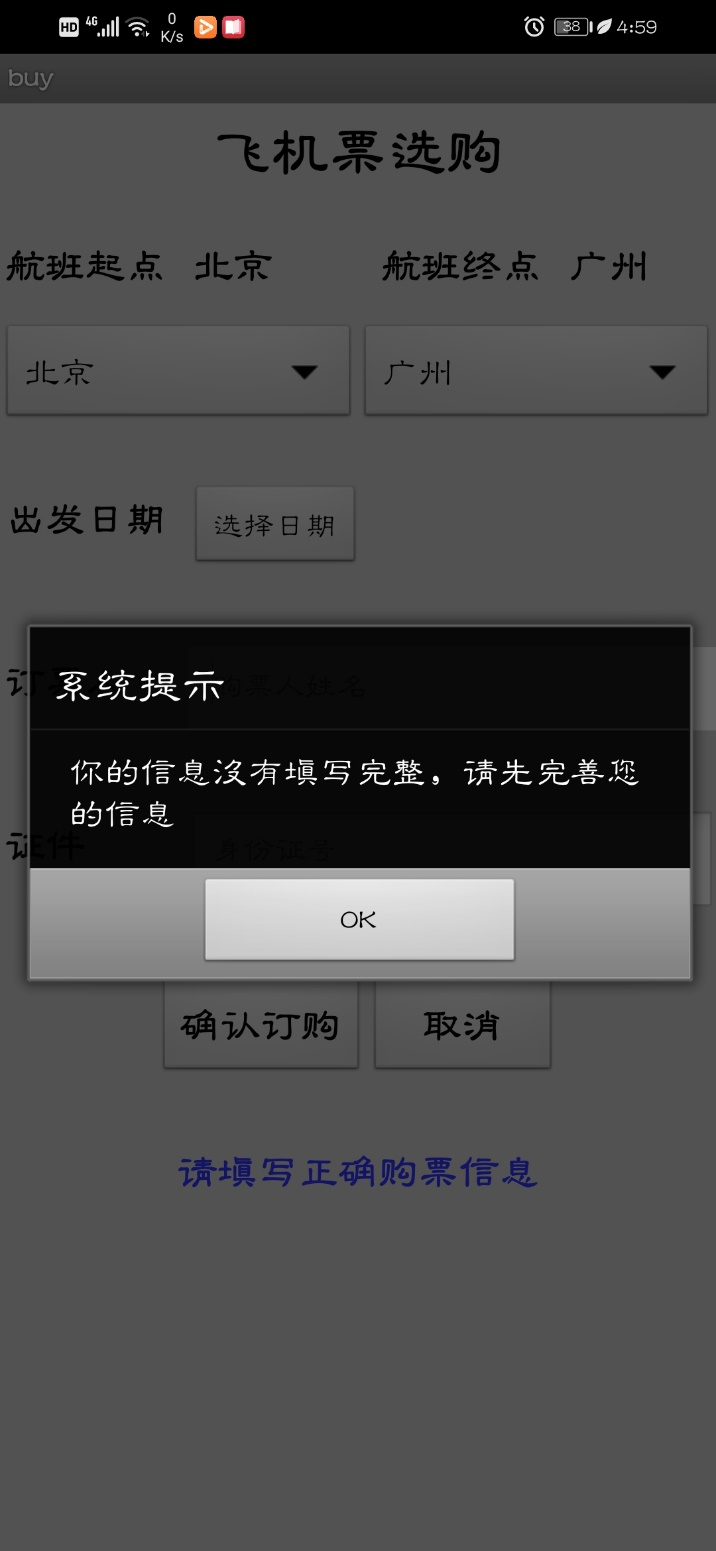 HD 4G 0 K/s 38 4:59
buy
飞机票选购
航班起点 北京 航班终点 广州
北京 广州
出发日期 选择日期
系统提示
购票人姓名
你的信息没有填写完整，请先完善您
的信息
证件 身份证号
OK
确认订购 取消
请填写正确购票信息